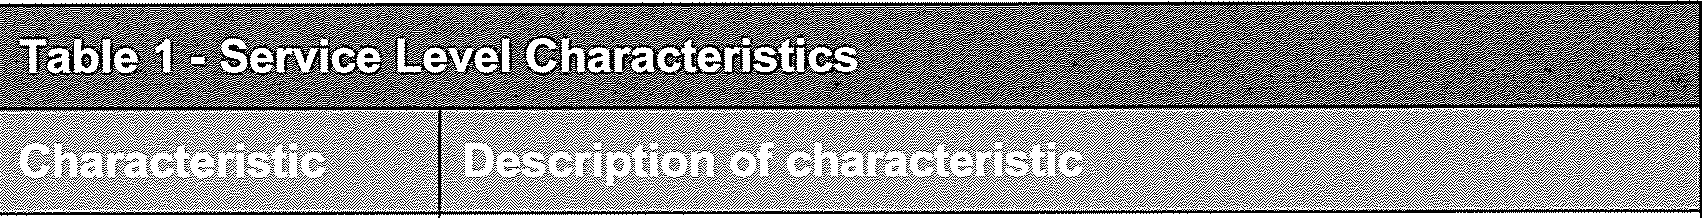 Table 1 - Service Level Characteristics
Characteristic
Description of characteristic